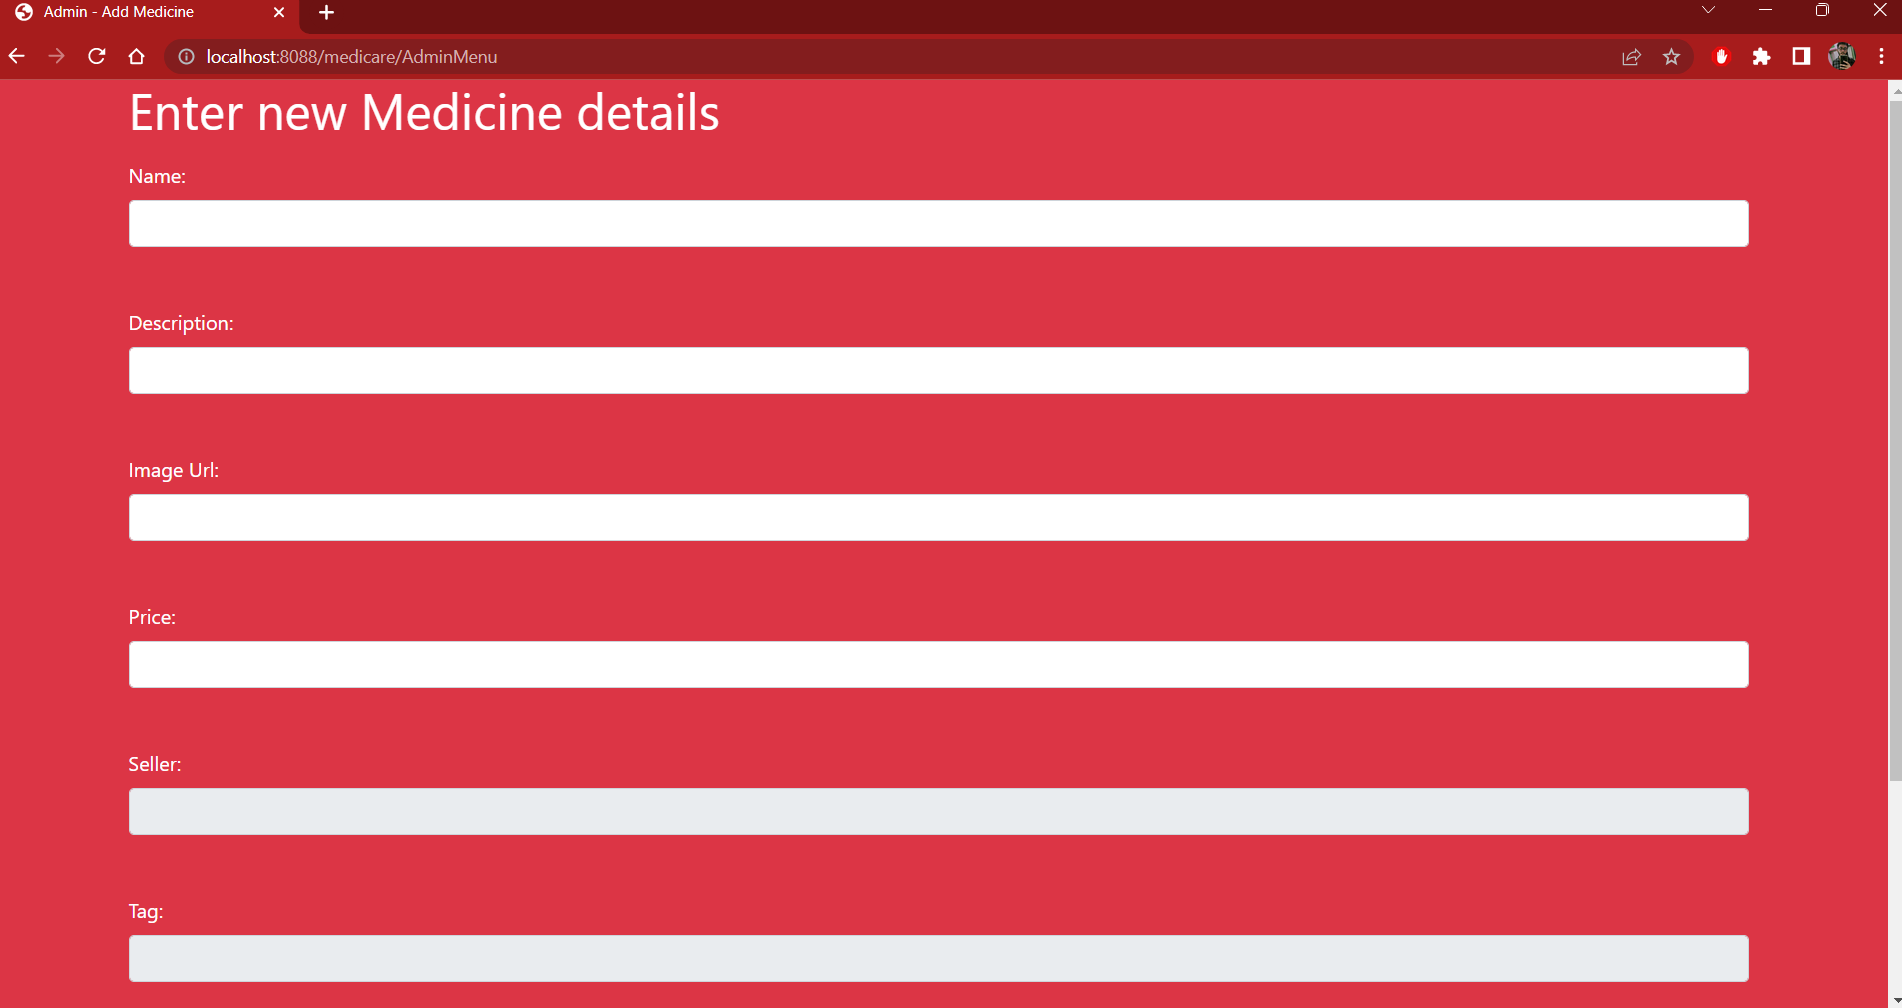 Admin - Add Medicine
localhost:8088/medicare/AdminMenu
Enter new Medicine details
Name:
Description:
Image Url:
Price:
Seller:
Tag: